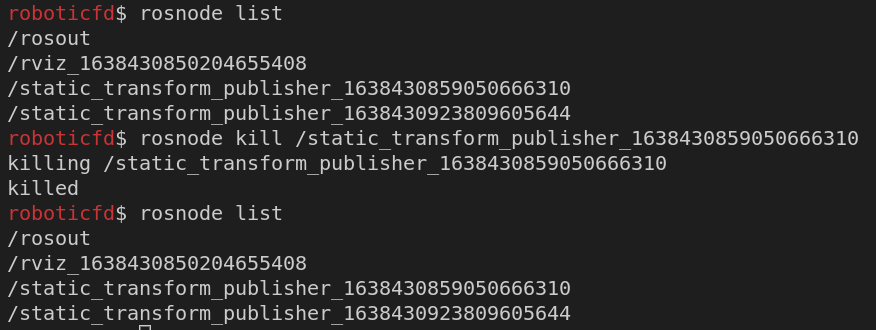 roboticfd$ rosnode list
/rosout
/rviz_1638430850204655408
/static_transform_publisher_1638430859050666310
/static_transform_publisher_1638430923809605644
roboticfd$ rosnode kill /static_transform_publisher_1638430859050666310
killing /static_transform_publisher_1638430859050666310
killed
roboticfd$ rosnode list
/rosout
/rviz_1638430850204655408
/static_transform_publisher_1638430859050666310
/static_transform_publisher_1638430923809605644